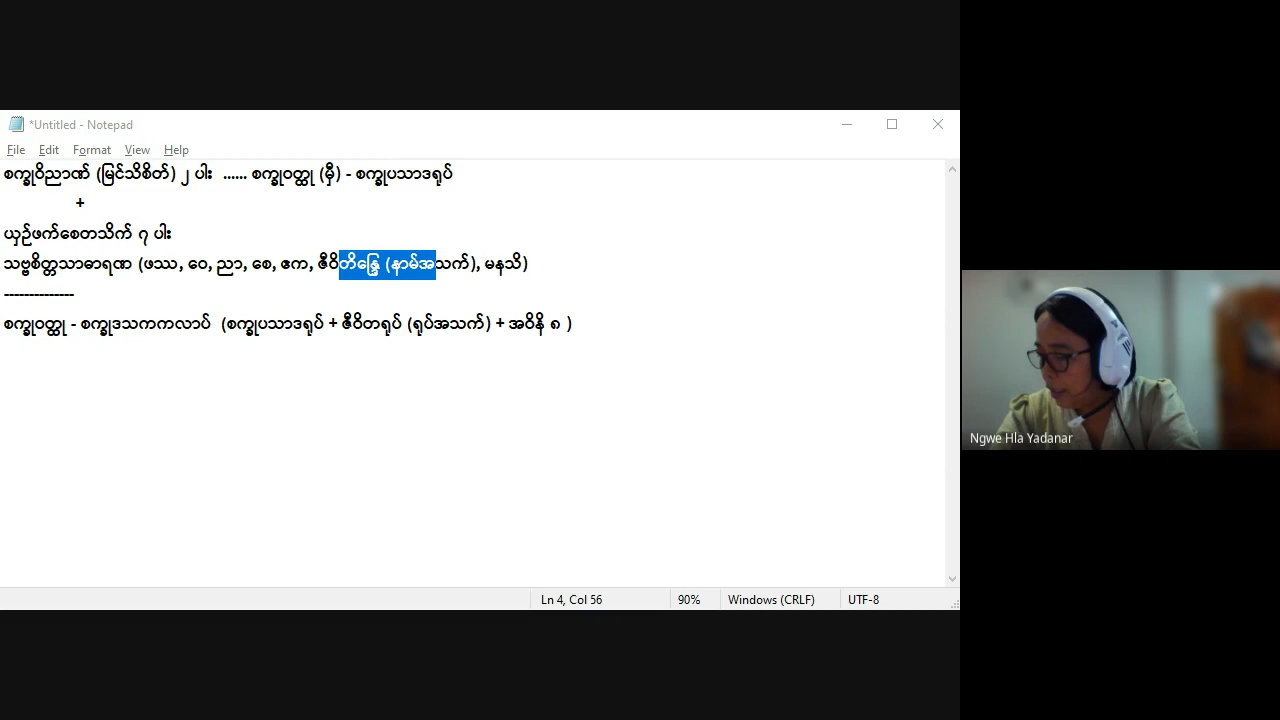 *Untitled - Notepad
File Edit Format View Help
စက္ခုဝိညာဏ် (မြင်သိစိတ်) ၂ ပါး ...... စက္ခုဝတ္ထု (မှီ) - စက္ခုပသာဒရုပ်
+
ယှဉ်ဖက်စေတသိက် ၇ ပါး
သဗ္ဗစိတ္တသာဓာရဏ (ဖဿ, ဝေ, ညာ, စေ, ဧက, ဇီဝိတိန္ဒြေ (နာမ်အသက်), မနသိ)
--------------
စက္ခုဝတ္ထု - စက္ခုဒသကကလာပ် (စက္ခုပသာဒရုပ် + ဇီဝိတရုပ် (ရုပ်အသက်) + အဝိနိ ၈ )
Ln 4, Col 56 90% Windows (CRLF) UTF-8
Ngwe Hla Yadanar